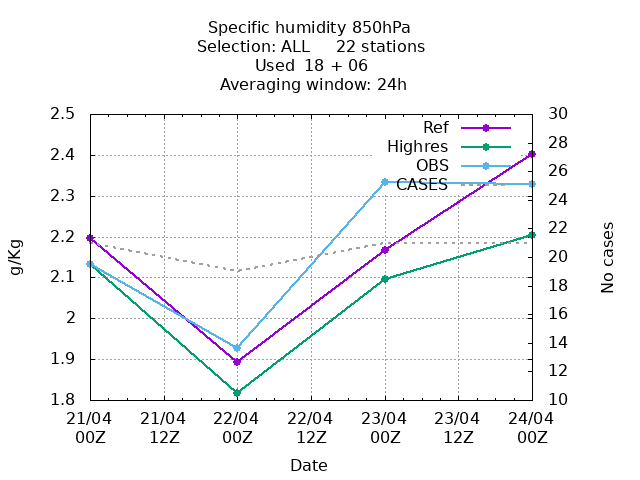 Specific humidity 850hPa
Selection: ALL     22 stations
Used  18 + 06
Averaging window: 24h
2.5
2.4
2.3
2.2
2.1
2
1.9
1.8
30
28
26
24
22
20
18
16
14
12
10
Ref
Highres
OBS
CASES
g/Kg
No cases
21/04 21/04 22/04 22/04 23/04 23/04 24/04
00Z 12Z 00Z 12Z 00Z 12Z 00Z
Date